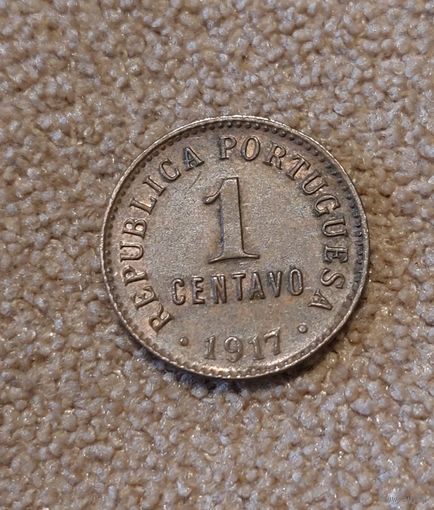 REPUBLICA PORTUGUESA
1
CENTAVO
· 1917 ·